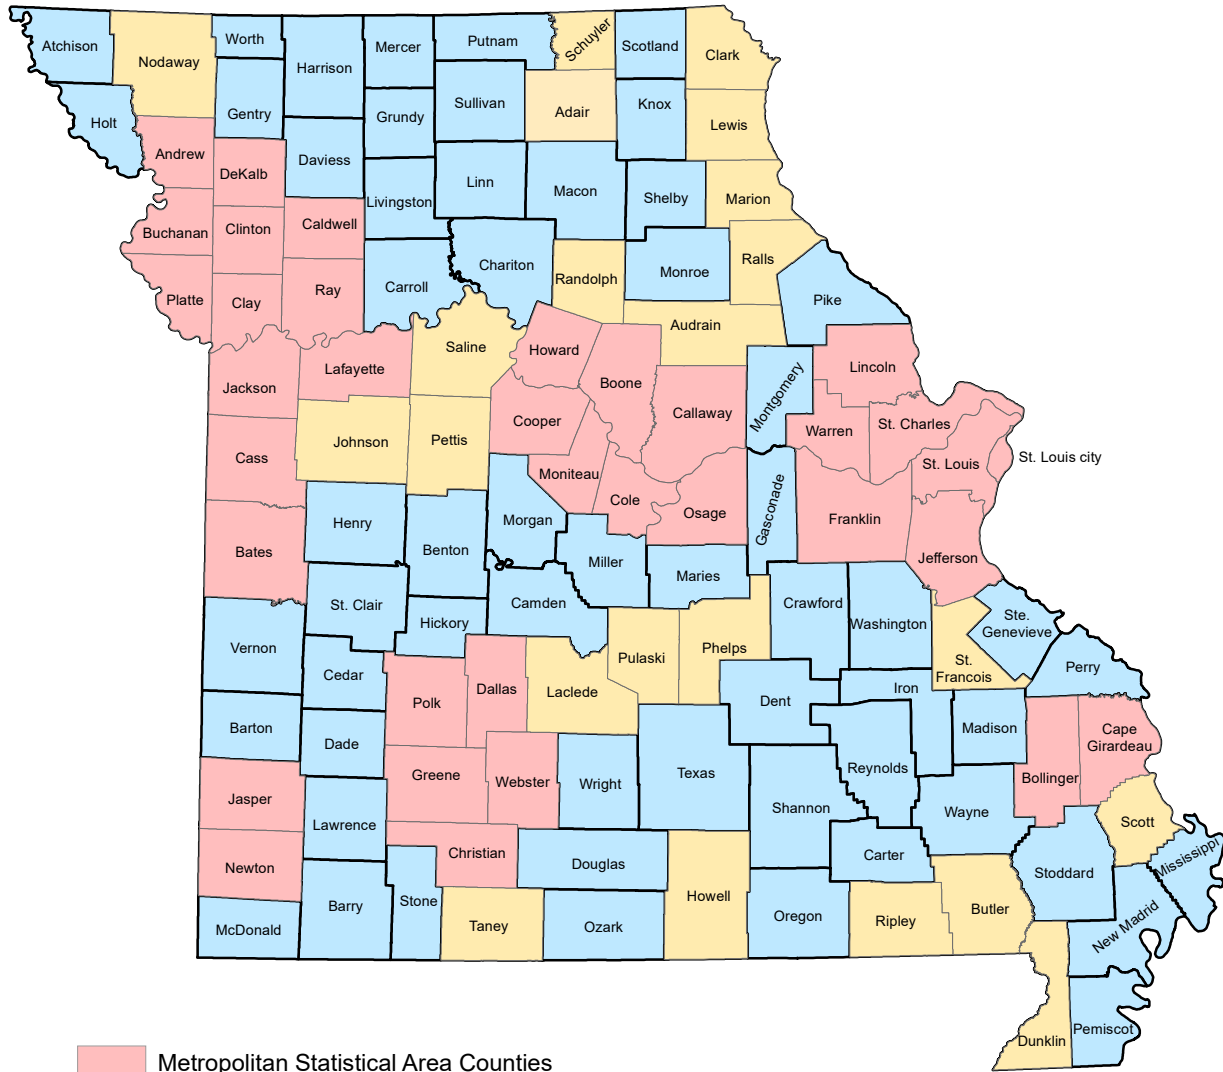 Atchison
Nodaway
Worth
Harrison
Mercer
Putnam
Schuyler
Scotland
Clark
Holt
Gentry
Grundy
Sullivan
Adair
Knox
Lewis
Andrew
DeKalb
Daviess
Livingston
Linn
Macon
Shelby
Marion
Buchanan
Clinton
Caldwell
Chariton
Randolph
Monroe
Ralls
Pike
Platte
Clay
Ray
Carroll
Saline
Howard
Audrain
Jackson
Lafayette
Boone
Callaway
Montgomery
Lincoln
Johnson
Pettis
Cooper
Warren
St. Charles
Cass
Moniteau
St. Louis
St. Louis city
Cole
Osage
Gasconade
Franklin
Henry
Morgan
Bates
Benton
Miller
Maries
Jefferson
St. Clair
Camden
Crawford
Washington
Hickory
Ste.
Genevieve
Vernon
Pulaski
Phelps
St.
Francois
Perry
Cedar
Polk
Dallas
Laclede
Dent
Iron
Barton
Dade
Madison
Cape
Girardeau
Greene
Webster
Wright
Texas
Reynolds
Bollinger
Jasper
Lawrence
Shannon
Wayne
Scott
Newton
Christian
Douglas
Carter
Stoddard
Mississippi
McDonald
Barry
Stone
Taney
Ozark
Howell
Oregon
Ripley
Butler
New Madrid
Dunklin
Pemiscot
Metropolitan Statistical Area Counties